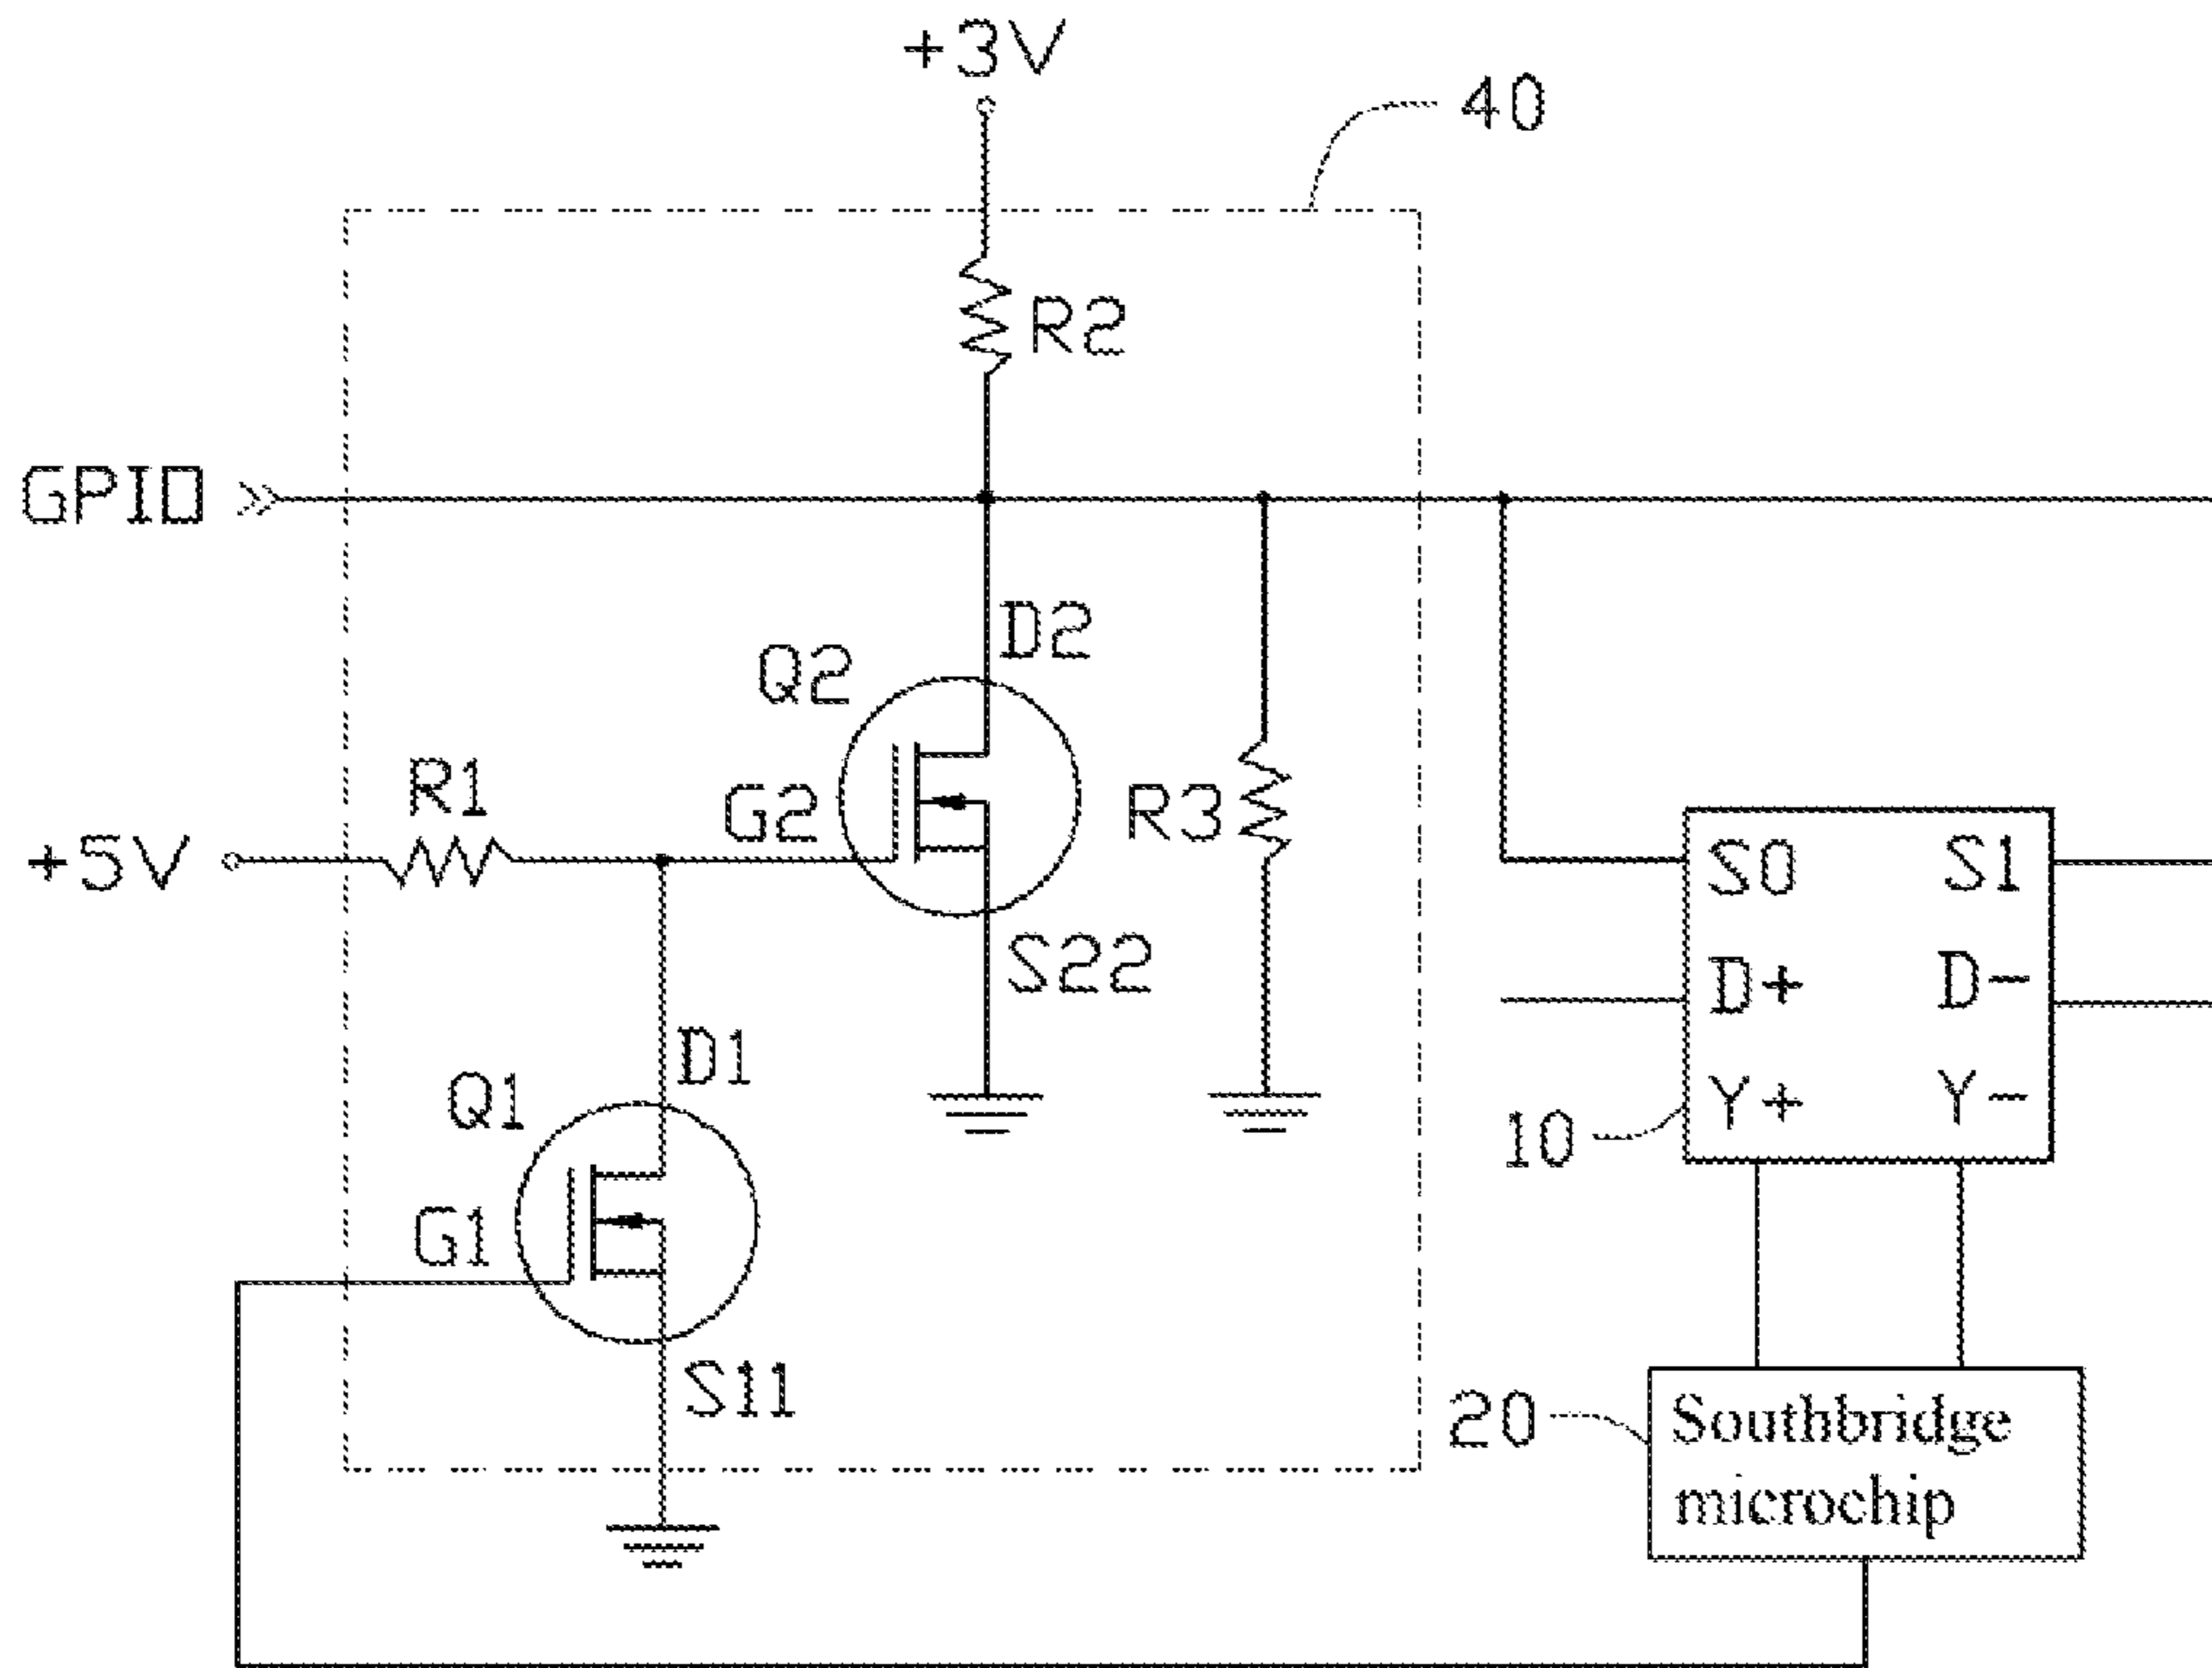 +3V
40
R2
GPIO
D2
Q2
R1
G2
R3
+5V
S0 S1
S22
D+ D-
D1
Q1
Y+ Y-
10
G1
S11
20
Southbridge
microchip